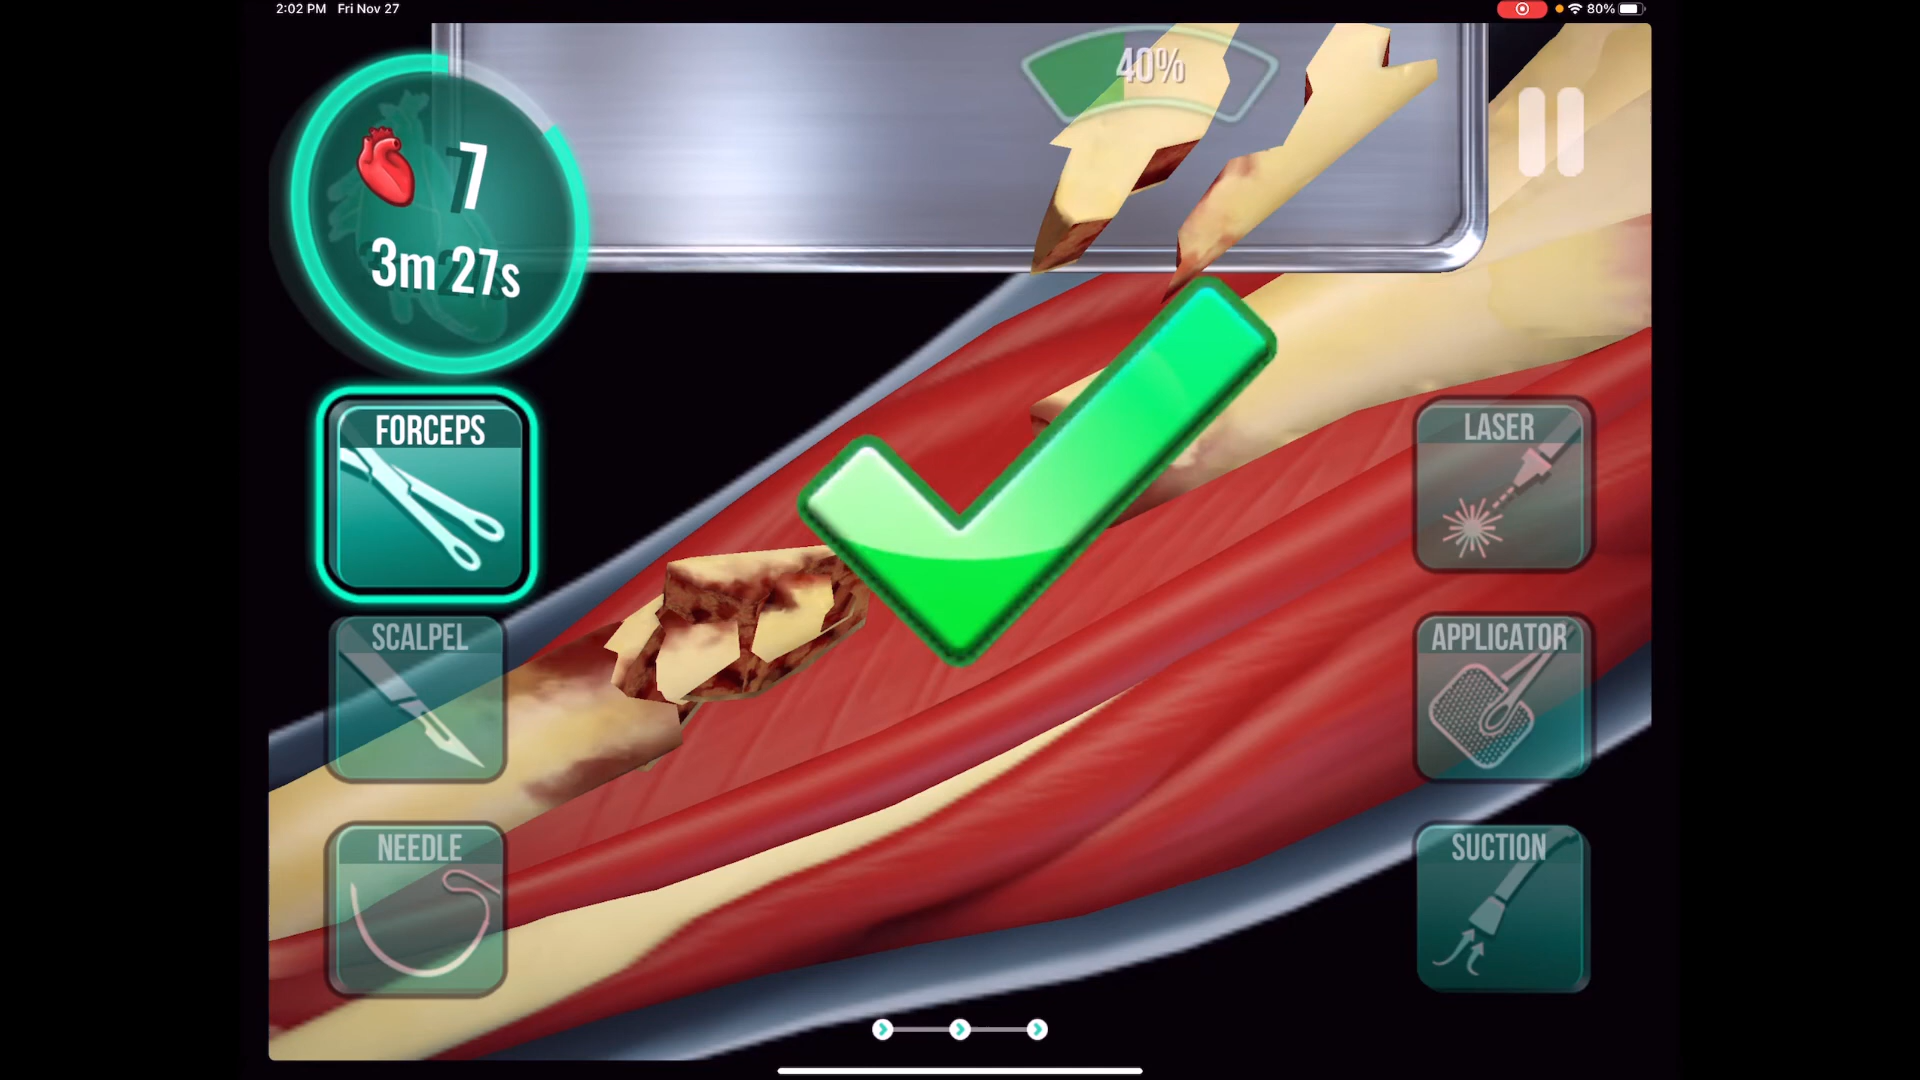 2:02 PM Fri Nov 27
80%
40%
7
3m 27s
FORCEPS
LASER
SCALPEL
APPLICATOR
NEEDLE
SUCTION